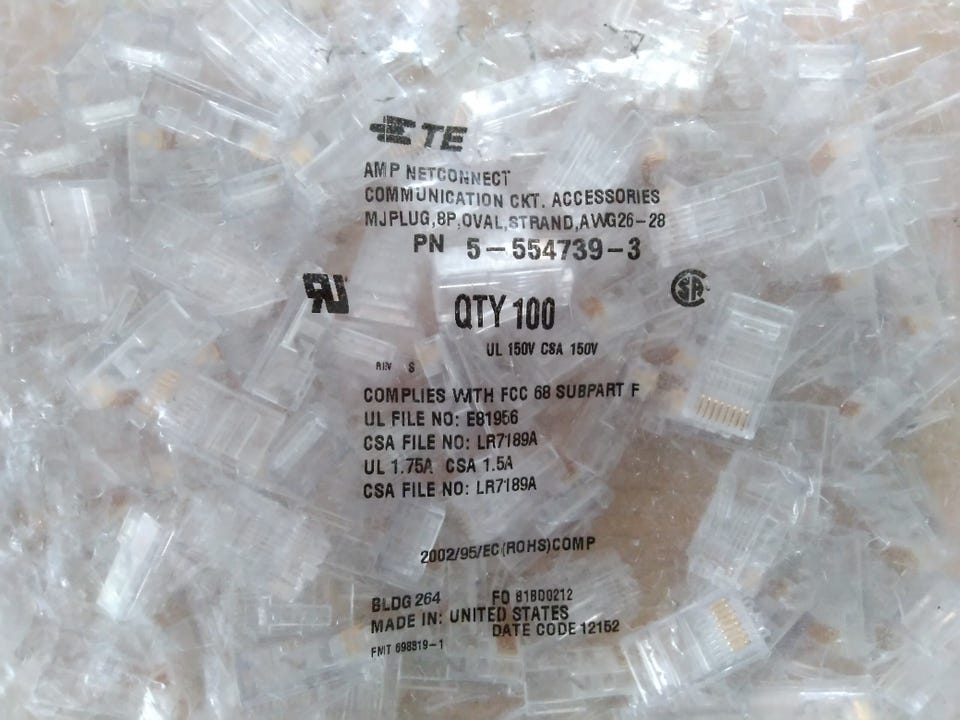 TE
AMP NETCONNECT
COMMUNICATION CKT. ACCESSORIES
MJPLUG,8P,OVAL,STRAND,AWG26-28
PN 5-554739-3
QTY 100
UL 150V CSA 150V
REV S
COMPLIES WITH FCC 68 SUBPART F
UL FILE NO: E81956
CSA FILE NO: LR7189A
UL 1.75A CSA 1.5A
CSA FILE NO: LR7189A
2002/95/EC(ROHS)COMP
BLDG 264 FO 81BD0212
MADE IN: UNITED STATES
DATE CODE 12152
FMT 698819-1